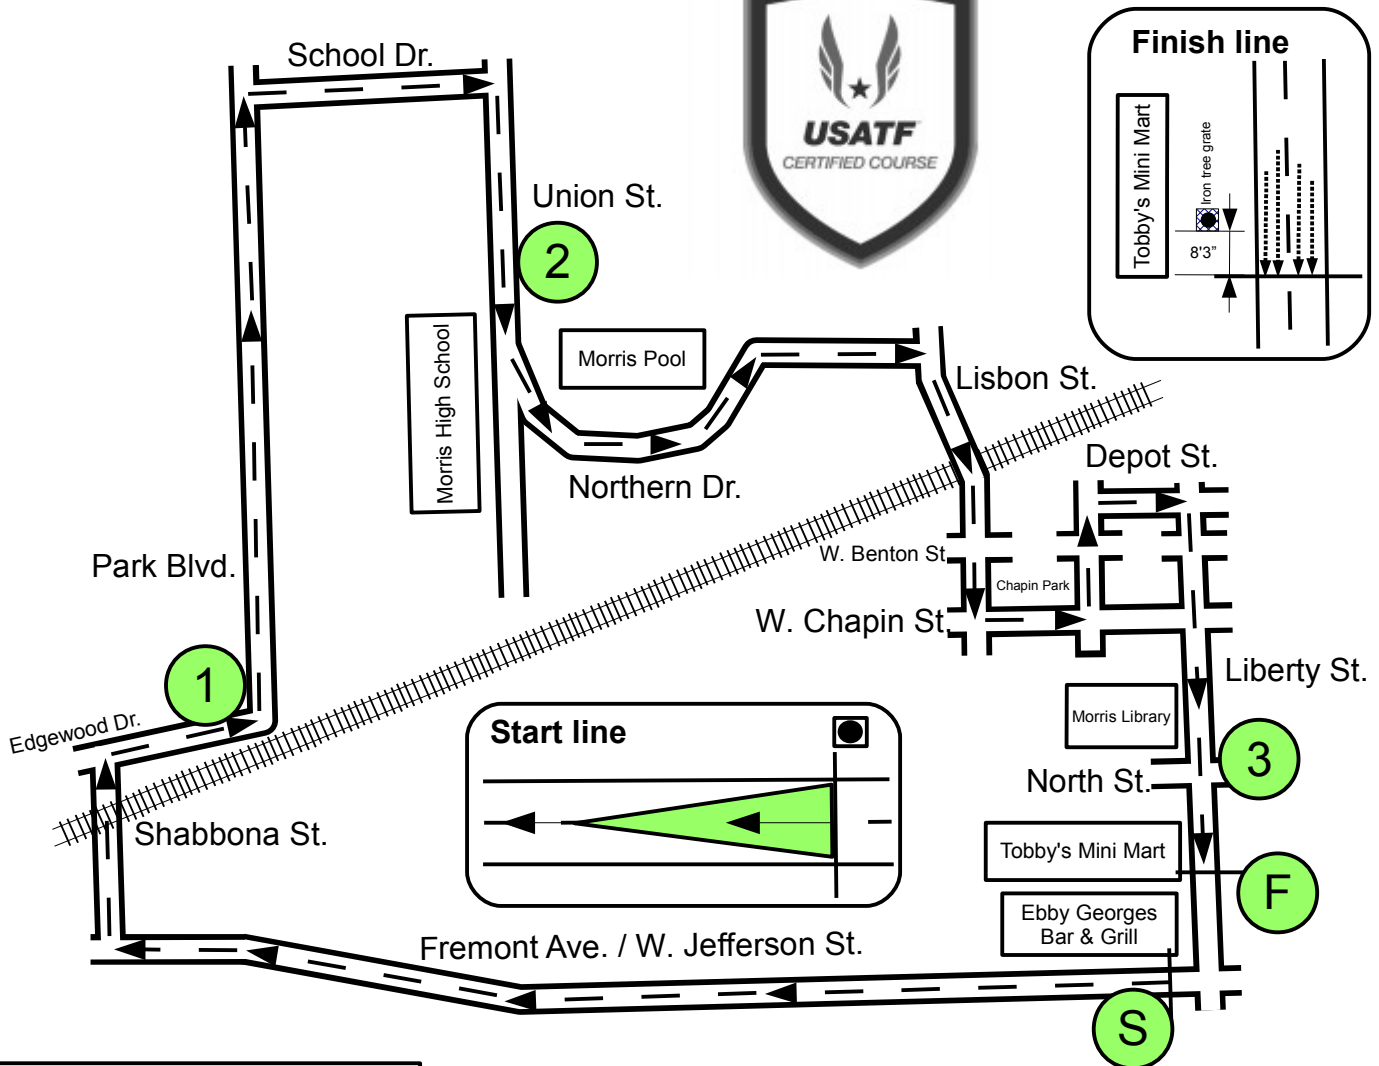 School Dr.
USATF
CERTIFIED COURSE
Finish line
Tobby's Mini Mart
Iron tree grate
8'3"
Union St.
2
Morris High School
Morris Pool
Lisbon St.
Northern Dr.
Depot St.
Park Blvd.
W. Benton St.
Chapin Park
W. Chapin St.
1
Edgewood Dr.
Liberty St.
Morris Library
Start line
3
North St.
Shabbona St.
Tobby's Mini Mart
F
Ebby Georges
Bar & Grill
Fremont Ave. / W. Jefferson St.
S